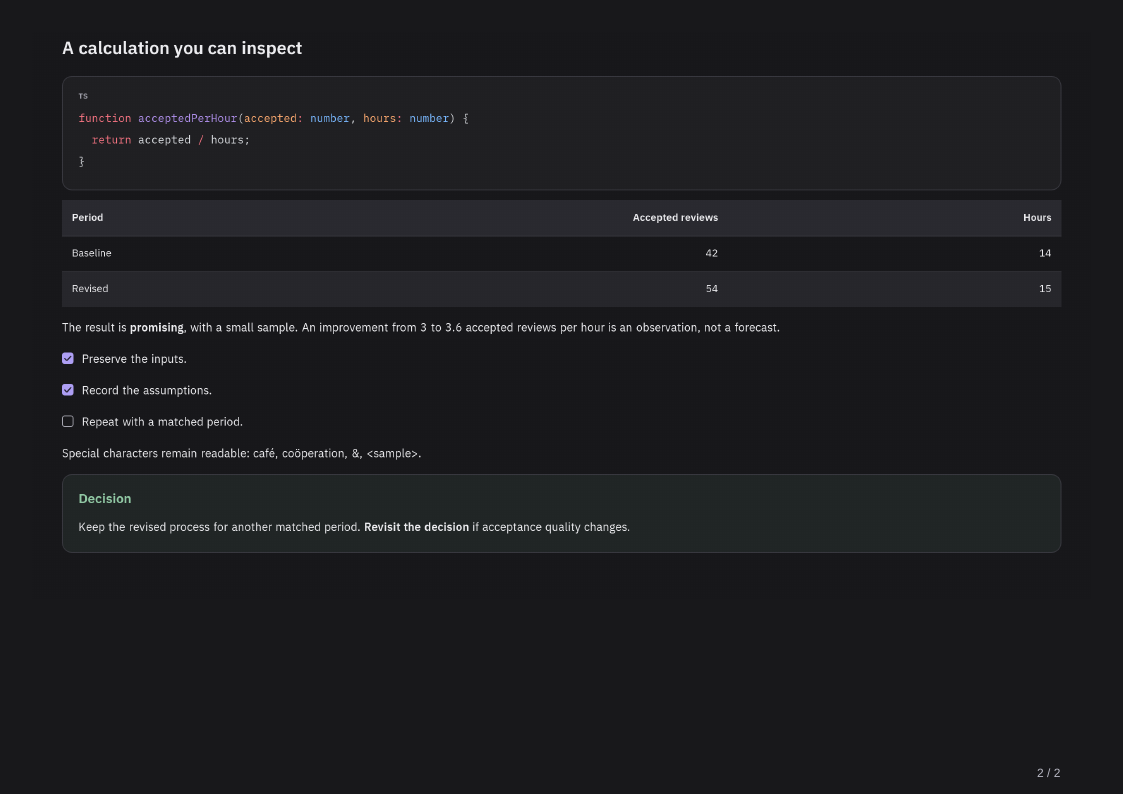 A calculation you can inspect
TS
function acceptedPerHour(accepted: number, hours: number) {
  return accepted / hours;
}
Period Accepted reviews Hours
Baseline 42 14
Revised 54 15
The result is promising, with a small sample. An improvement from 3 to 3.6 accepted reviews per hour is an observation, not a forecast.
Preserve the inputs.
Record the assumptions.
Repeat with a matched period.
Special characters remain readable: café, coöperation, &, <sample>.
Decision
Keep the revised process for another matched period. Revisit the decision if acceptance quality changes.
2 / 2